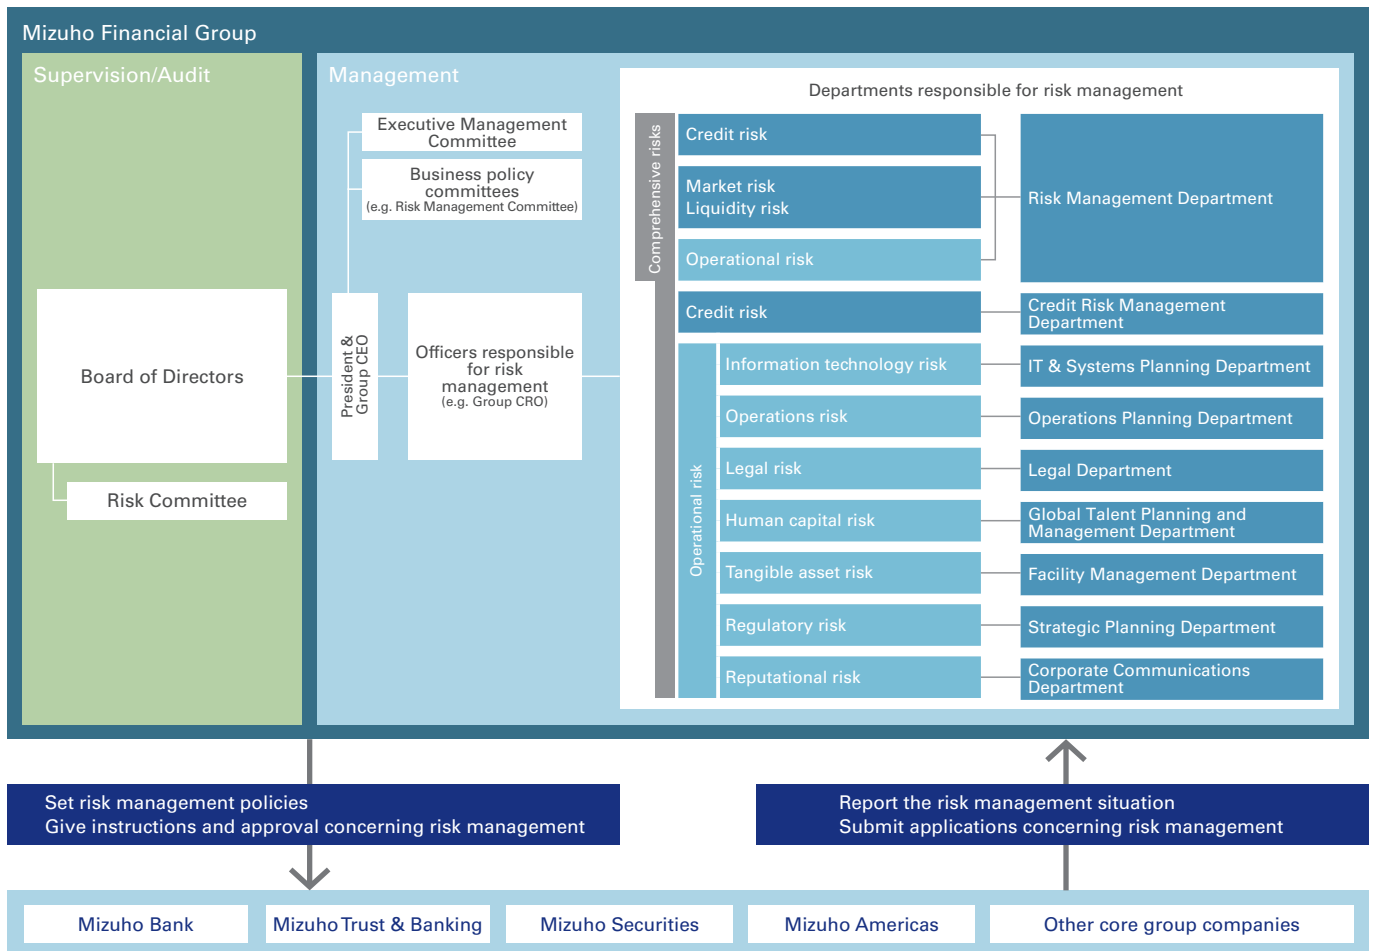 Mizuho Financial Group
Supervision/Audit
Board of Directors
Risk Committee
Management
Executive Management
Committee
Business policy
committees
(e.g. Risk Management Committee)
President &
Group CEO
Officers responsible
for risk
management
(e.g. Group CRO)
Departments responsible for risk management
Comprehensive risks
Credit risk
Market risk
Liquidity risk
Operational risk
Risk Management Department
Credit risk
Credit Risk Management
Department
Operational risk
Information technology risk
IT & Systems Planning Department
Operations risk
Operations Planning Department
Legal risk
Legal Department
Human capital risk
Global Talent Planning and
Management Department
Tangible asset risk
Facility Management Department
Regulatory risk
Strategic Planning Department
Reputational risk
Corporate Communications
Department
Set risk management policies
Give instructions and approval concerning risk management
Report the risk management situation
Submit applications concerning risk management
Mizuho Bank
Mizuho Trust & Banking
Mizuho Securities
Mizuho Americas
Other core group companies